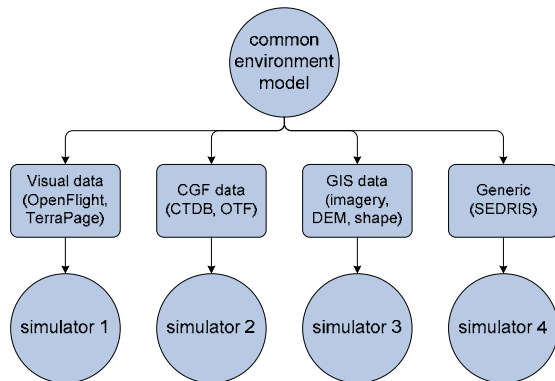 common
environment
model
Visual data
(OpenFlight,
TerraPage)
CGF data
(CTDB, OTF)
GIS data
(imagery,
DEM, shape)
Generic
(SEDRIS)
simulator 1
simulator 2
simulator 3
simulator 4